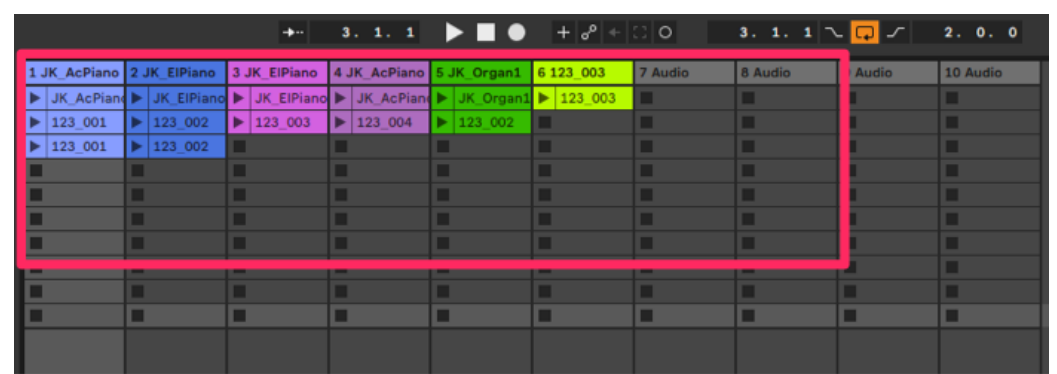 3. 1. 1 3. 1. 1 2. 0. 0
1 JK_AcPiano 2 JK_ElPiano 3 JK_ElPiano 4 JK_AcPiano 5 JK_Organ1 6 123_003 7 Audio 8 Audio Audio 10 Audio
JK_AcPian JK_ElPiano JK_ElPiano JK_AcPian JK_Organ1 123_003
123_001 123_002 123_003 123_004 123_002
123_001 123_002